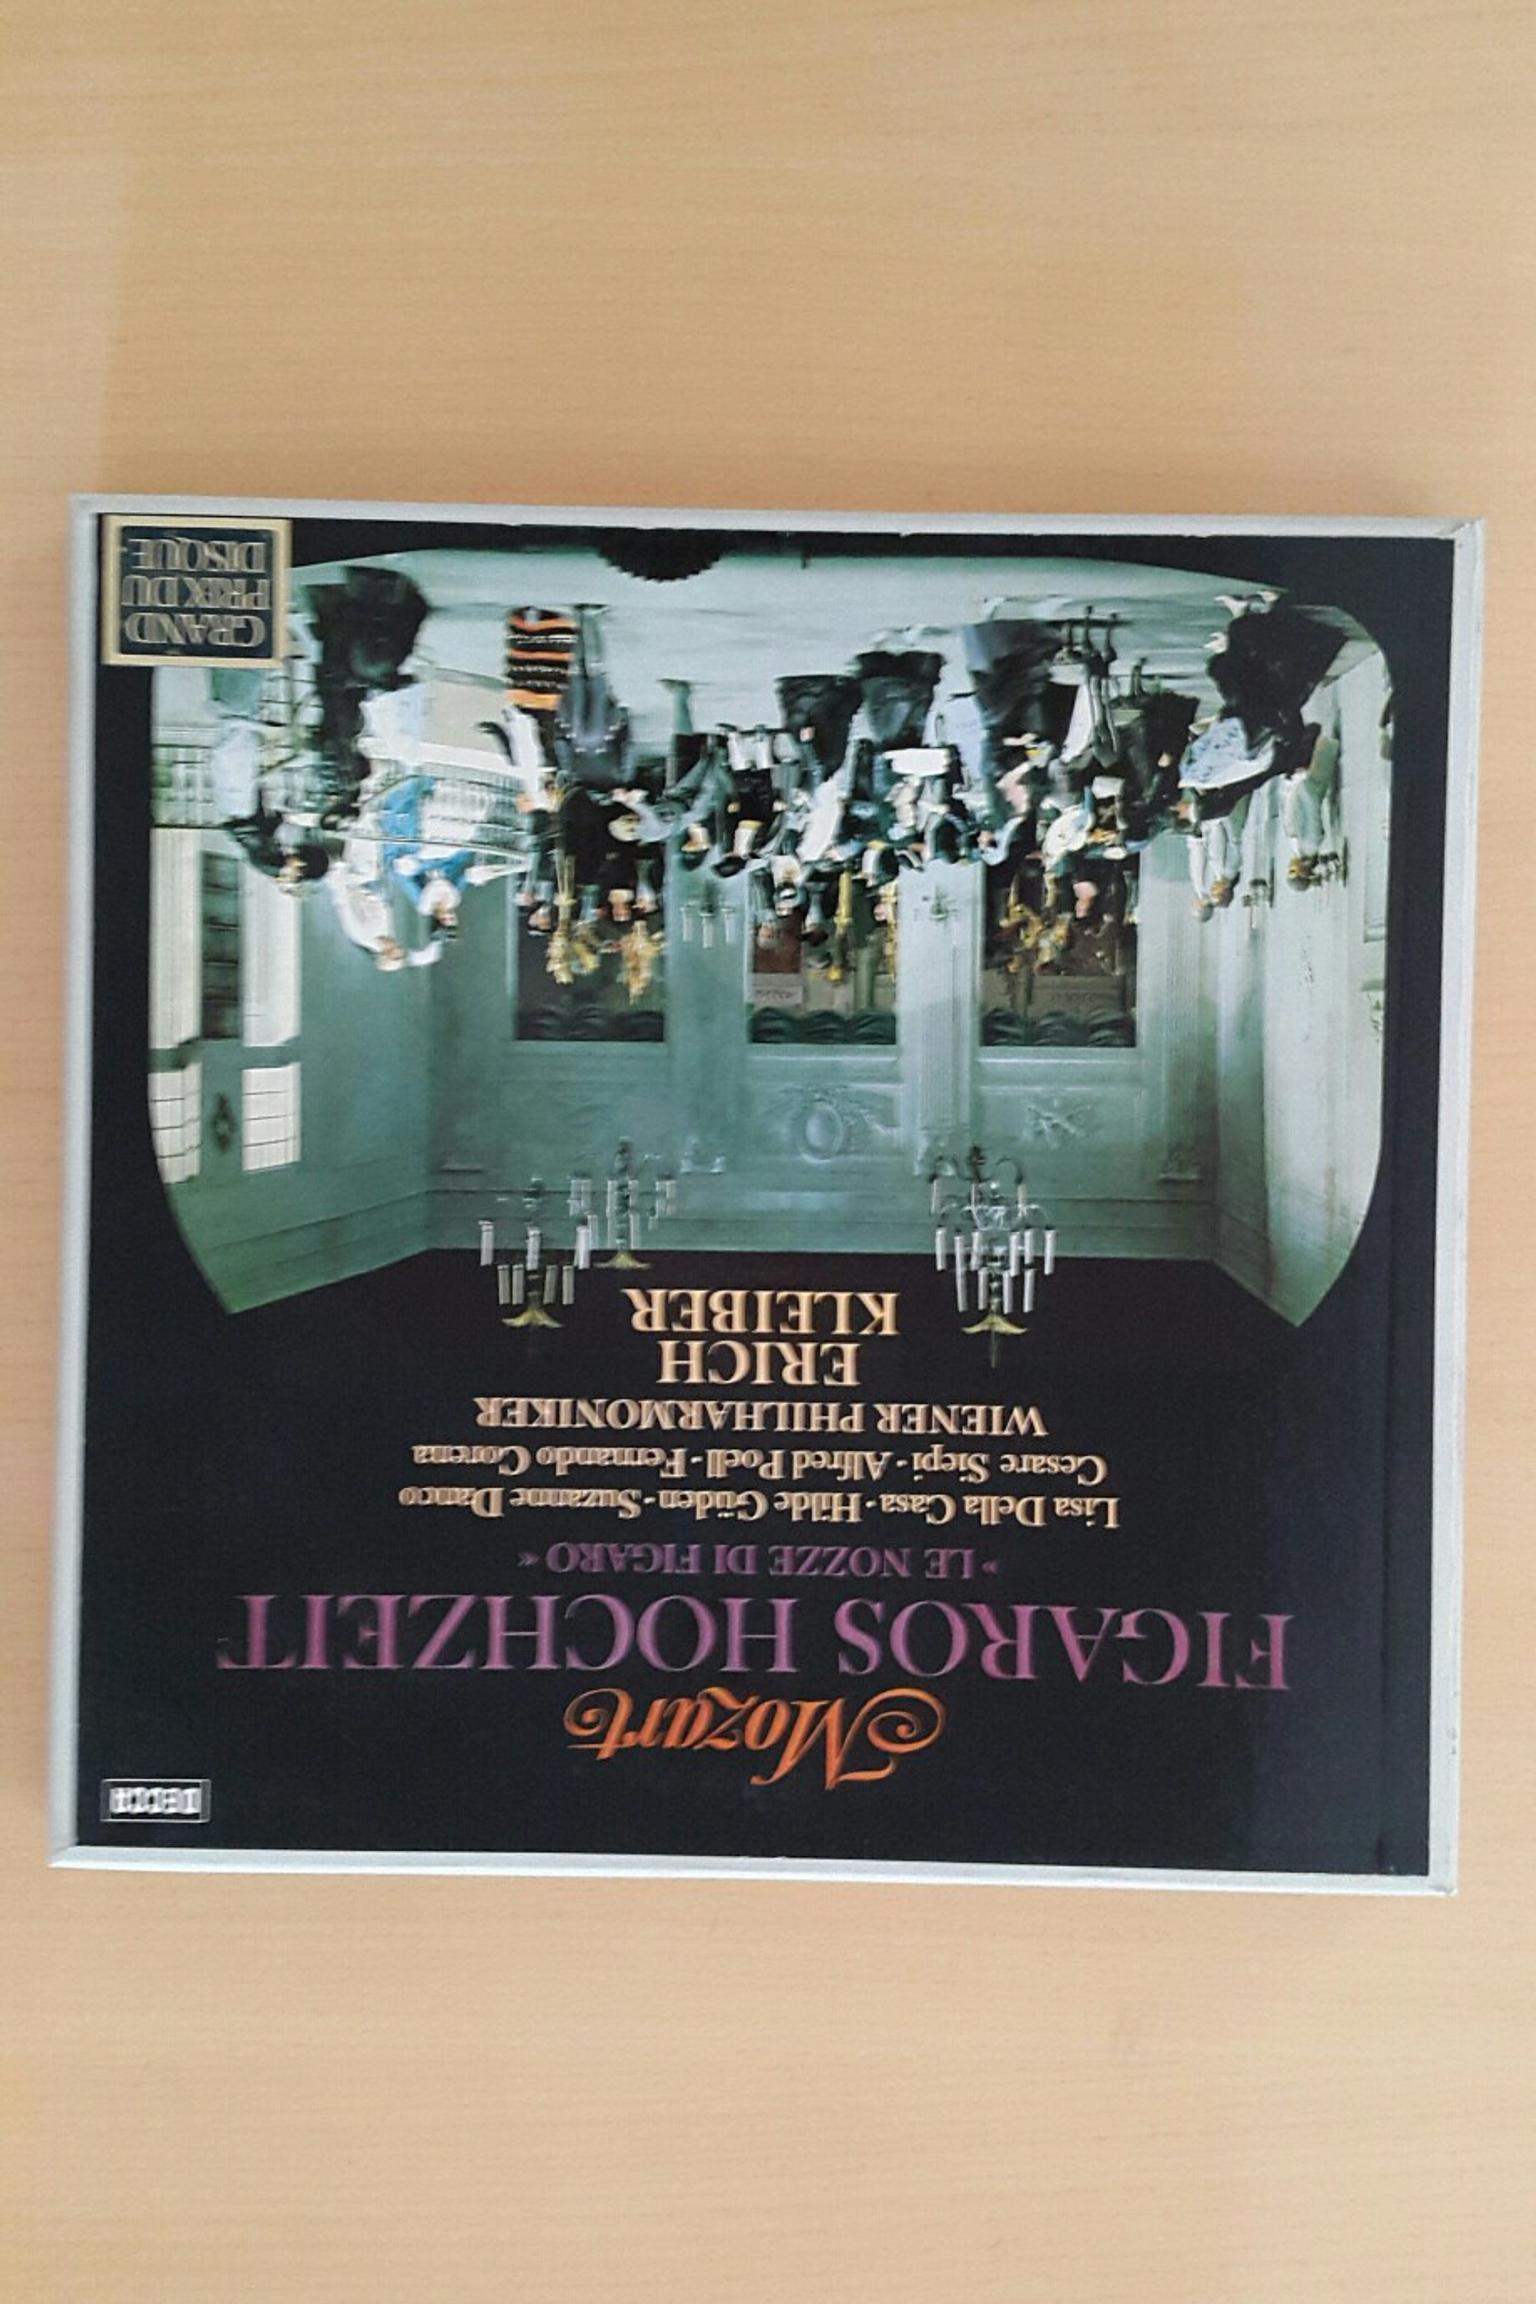 DECCA
Mozart
FIGAROS HOCHZEIT
»LE NOZZE DI FIGARO«
Lisa Della Casa - Hilde Güden - Suzanne Danco
Cesare Siepi - Alfred Poell - Fernando Corena
WIENER PHILHARMONIKER
ERICH
KLEIBER
GRAND
PRIX DU
DISQUE